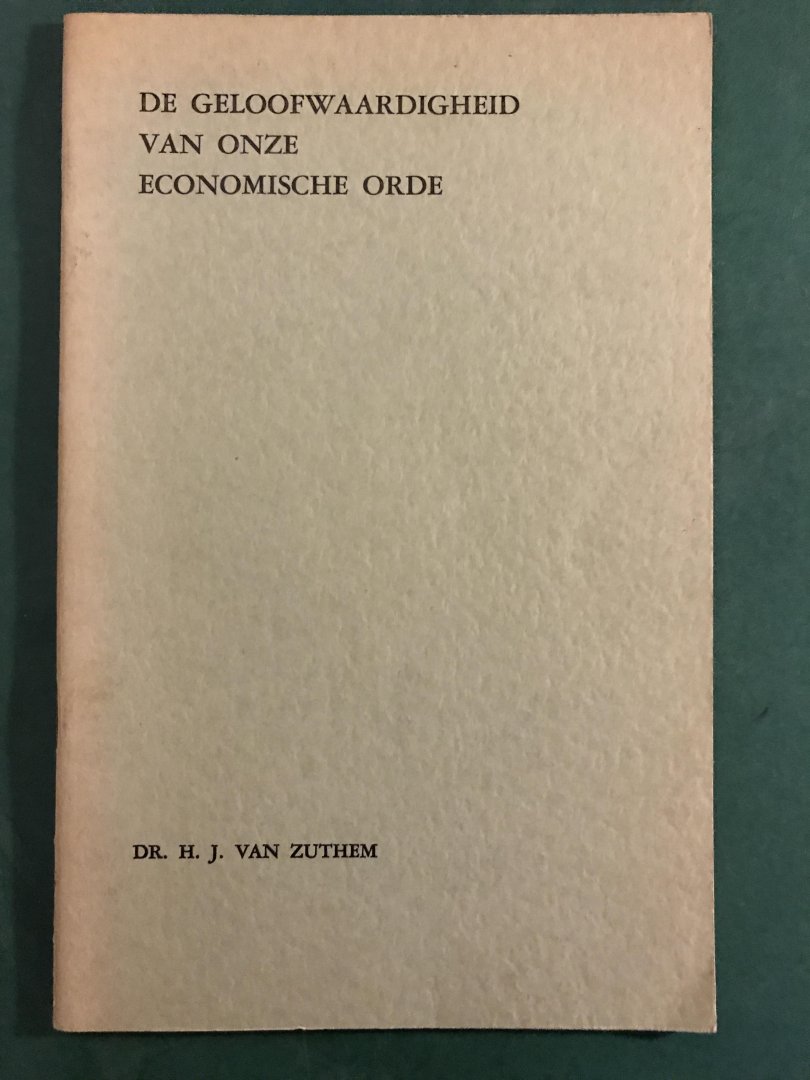 DE GELOOFWAARDIGHEID
VAN ONZE
ECONOMISCHE ORDE
DR. H. J. VAN ZUTHEM